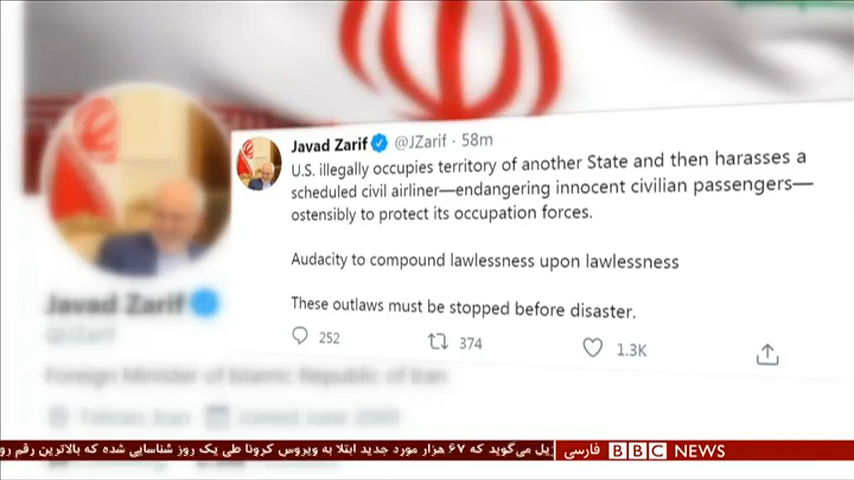 Javad Zarif @JZarif · 58m
U.S. illegally occupies territory of another State and then harasses a
scheduled civil airliner—endangering innocent civilian passengers—
ostensibly to protect its occupation forces.
Audacity to compound lawlessness upon lawlessness
These outlaws must be stopped before disaster.
252 374 1.3K
Javad Zarif
@JZarif
Foreign Minister of Islamic Republic of Iran
Tehran, Iran Joined June 2009
زیل می‌گوید که ۶۷ هزار مورد جدید ابتلا به ویروس کرونا طی یک روز شناسایی شده که بالاترین رقم رو
فارسی BBC NEWS